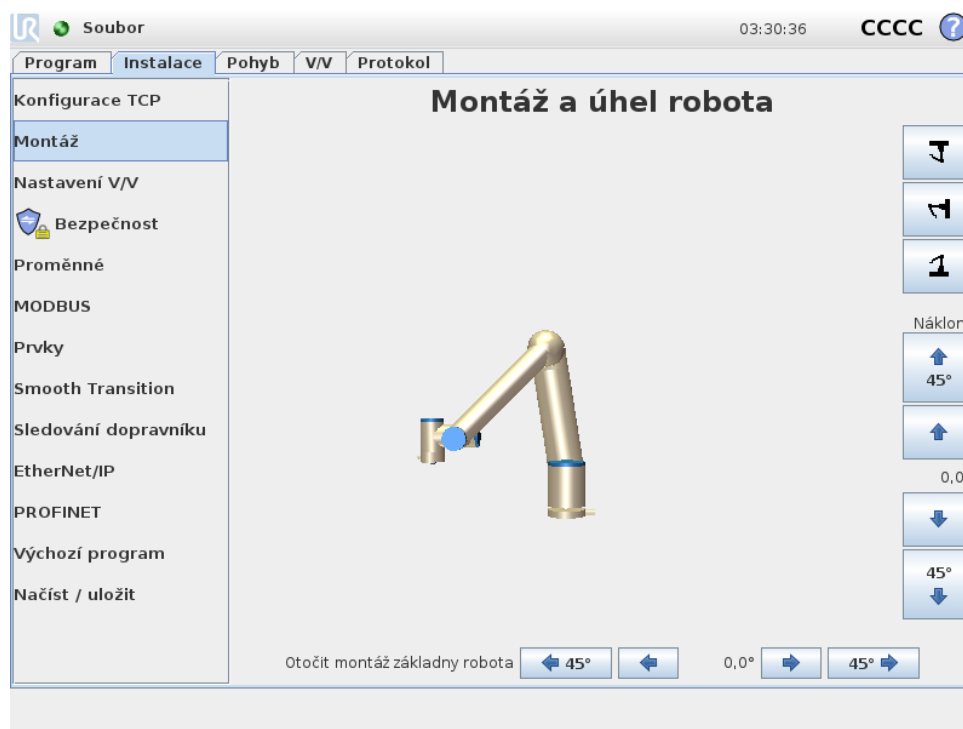 UR Soubor 03:30:36 CCCC ?
Program Instalace Pohyb V/V Protokol
Konfigurace TCP
Montáž
Nastavení V/V
Bezpečnost
Proměnné
MODBUS
Prvky
Smooth Transition
Sledování dopravníku
EtherNet/IP
PROFINET
Výchozí program
Načíst / uložit
Montáž a úhel robota
Náklon
45°
0,0
45°
Otočit montáž základny robota 45° 0,0° 45°